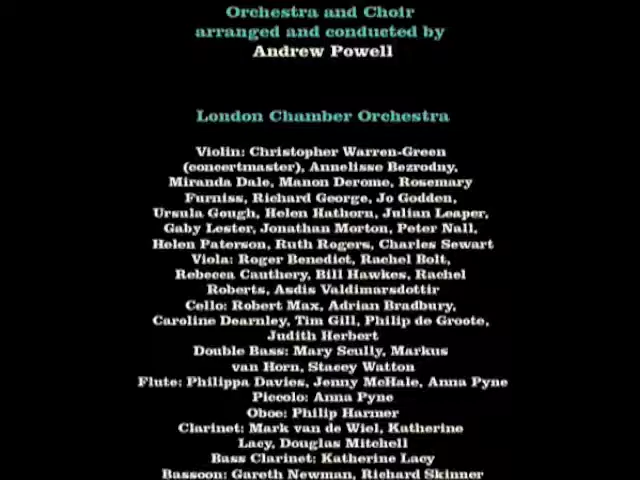 Orchestra and Choir
arranged and conducted by
Andrew Powell
London Chamber Orchestra
Violin: Christopher Warren-Green
(concertmaster), Annelisse Bezrodny,
Miranda Dale, Manon Derome, Rosemary
Furniss, Richard George, Jo Godden,
Ursula Gough, Helen Hathorn, Julian Leaper,
Gaby Lester, Jonathan Morton, Peter Nall,
Helen Paterson, Ruth Rogers, Charles Sewart
Viola: Roger Benedict, Rachel Bolt,
Rebecca Cauthery, Bill Hawkes, Rachel
Roberts, Asdis Valdimarsdottir
Cello: Robert Max, Adrian Bradbury,
Caroline Dearnley, Tim Gill, Philip de Groote,
Judith Herbert
Double Bass: Mary Scully, Markus
van Horn, Stacey Watton
Flute: Philippa Davies, Jenny McHale, Anna Pyne
Piccolo: Anna Pyne
Oboe: Philip Harmer
Clarinet: Mark van de Wiel, Katherine
Lacy, Douglas Mitchell
Bass Clarinet: Katherine Lacy
Bassoon: Gareth Newman, Richard Skinner